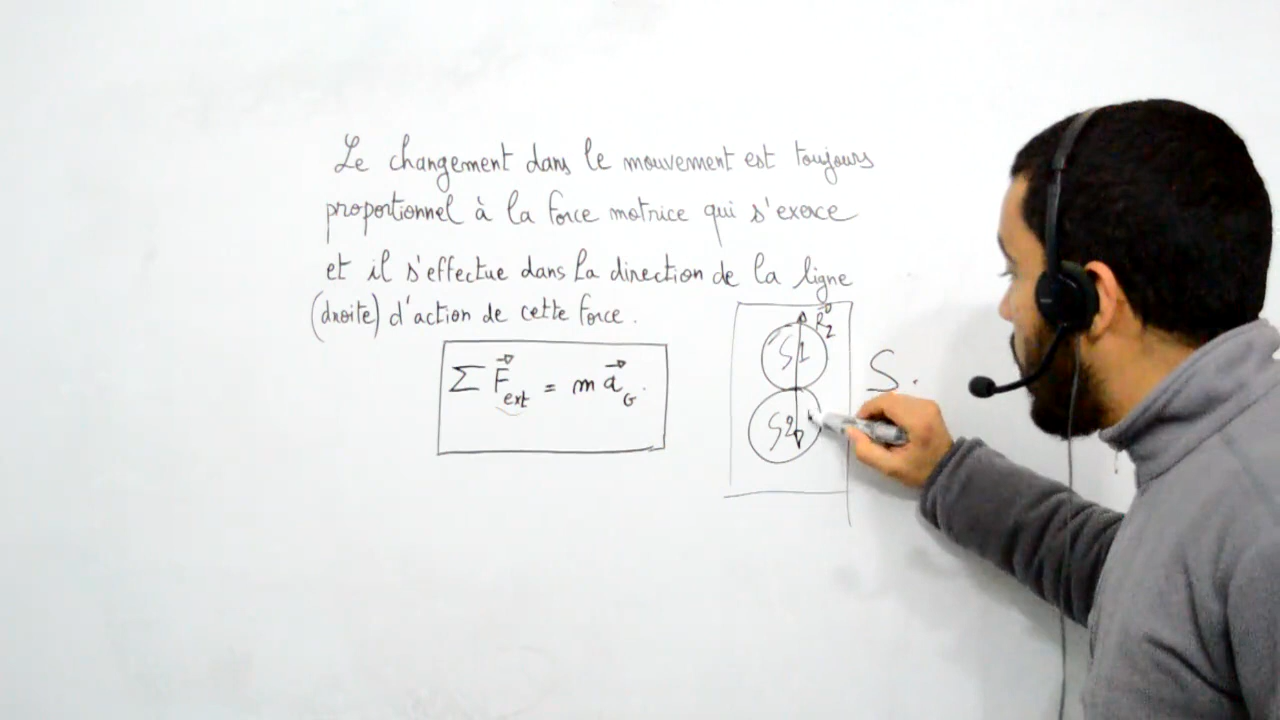 Le changement dans le mouvement est toujours
proportionnel à la force motrice qui s'exerce
et il s'effectue dans la direction de la ligne
(droite) d'action de cette force.
Σ F⃗ext = m a⃗G.
R⃗2
S1
S2
S.